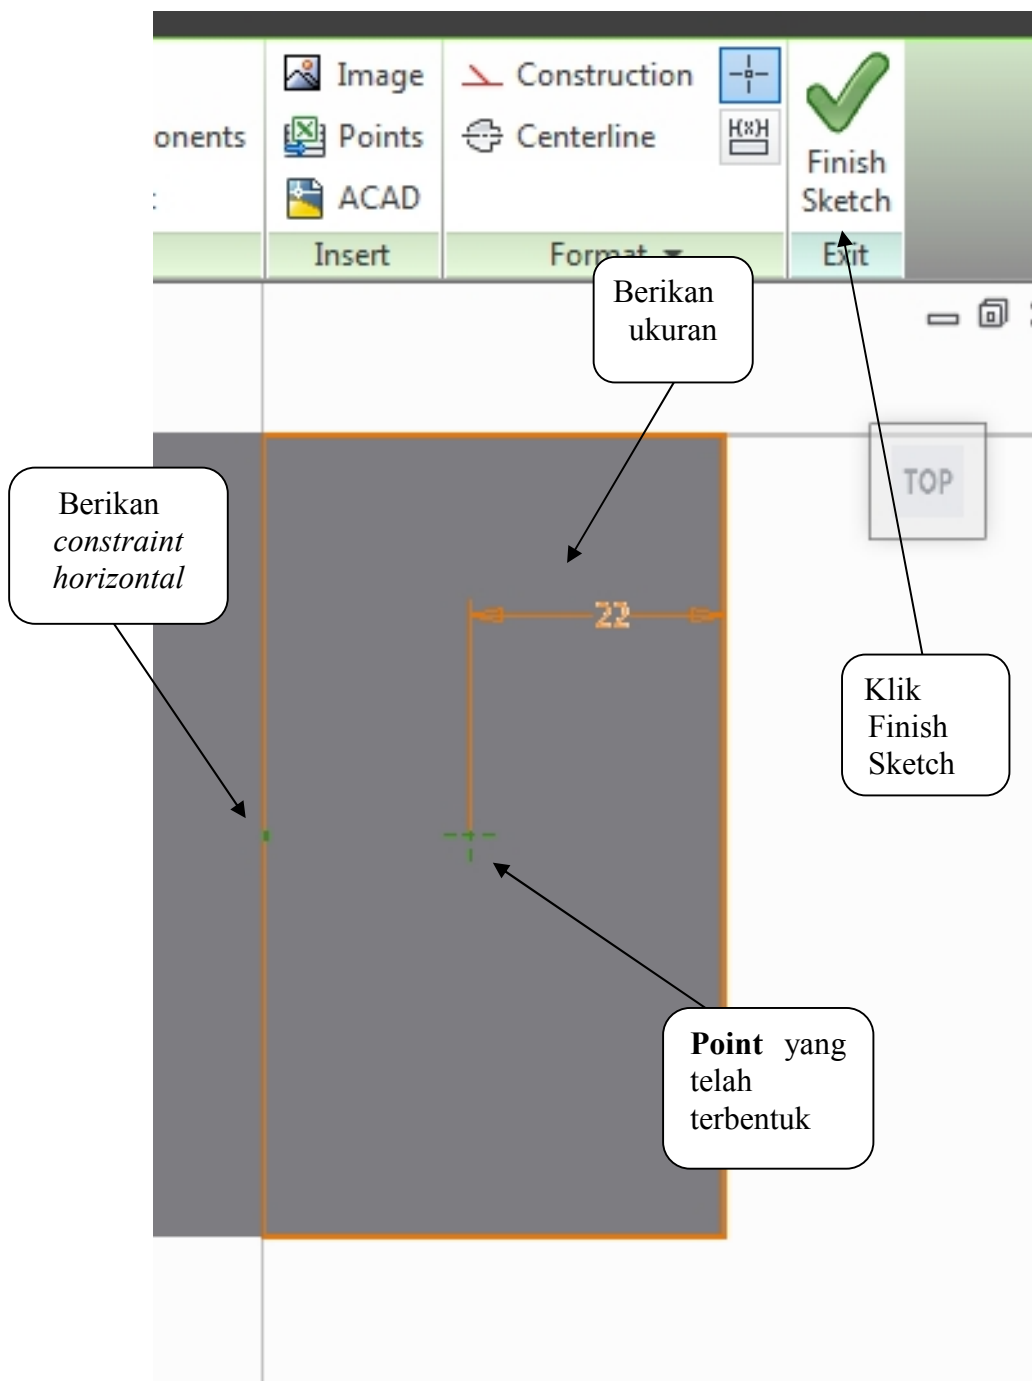 Image
Construction
onents
Points
Centerline
H(x)H
Finish
Sketch
ACAD
Insert
Format
Exit
Berikan
ukuran
TOP
Berikan
constraint
horizontal
22
Klik
Finish
Sketch
Point yang
telah
terbentuk